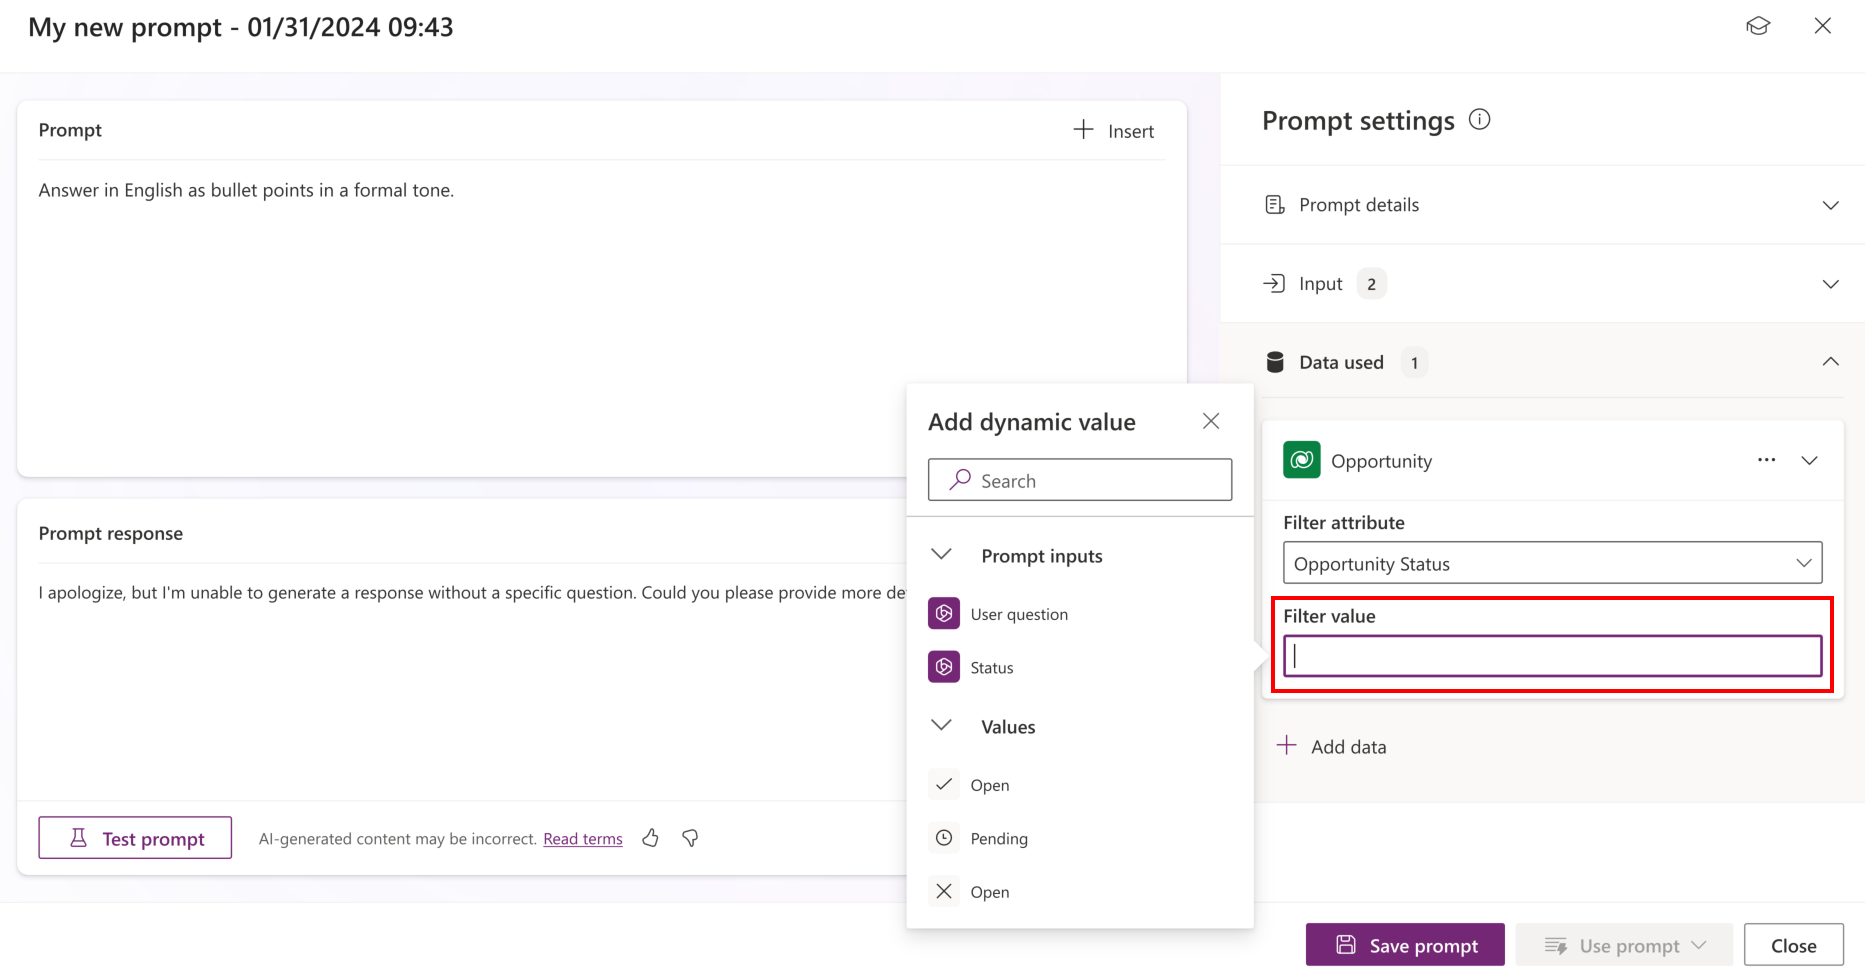 My new prompt - 01/31/2024 09:43
Prompt
Insert
Answer in English as bullet points in a formal tone.
Prompt response
I apologize, but I'm unable to generate a response without a specific question. Could you please provide more de
Test prompt
AI-generated content may be incorrect. Read terms
Add dynamic value
Search
Prompt inputs
User question
Status
Values
Open
Pending
Open
Prompt settings
Prompt details
Input 2
Data used 1
Opportunity
Filter attribute
Opportunity Status
Filter value
Add data
Save prompt
Use prompt
Close